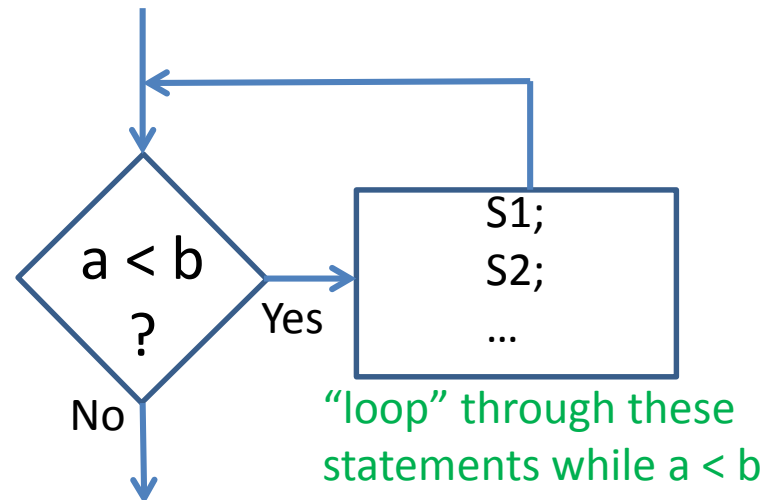 a < b
?
Yes
No
S1;
S2;
...
“loop” through these
statements while a < b